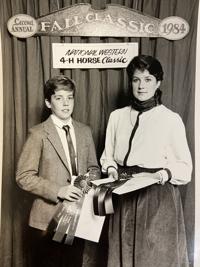 Second ANNUAL FALL CLASSIC 1984
NATIONAL WESTERN
4-H HORSE Classic